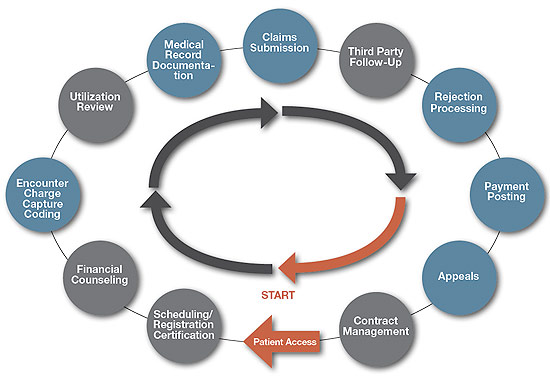 Claims
Submission
Third Party
Follow-Up
Rejection
Processing
Payment
Posting
Appeals
Contract
Management
Patient Access
START
Scheduling/
Registration
Certification
Financial
Counseling
Encounter
Charge
Capture
Coding
Utilization
Review
Medical
Record
Documenta-
tion